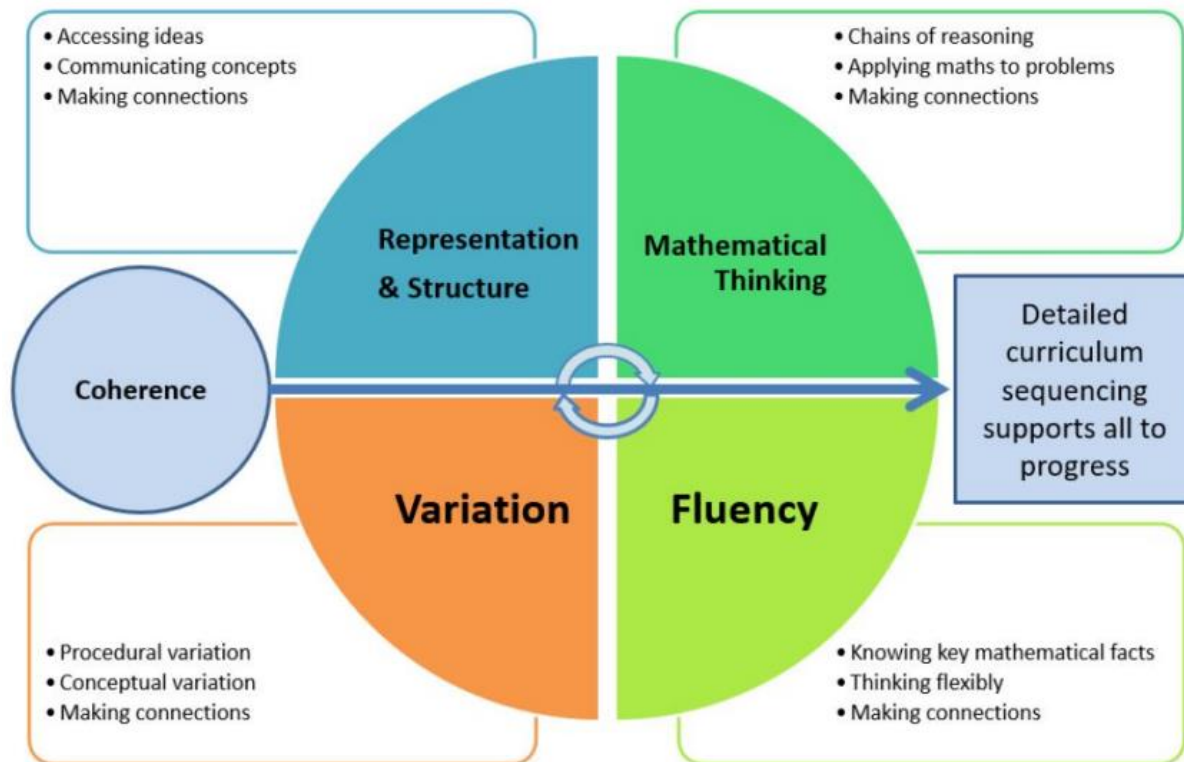 • Accessing ideas
• Communicating concepts
• Making connections
• Chains of reasoning
• Applying maths to problems
• Making connections
Representation
& Structure
Mathematical
Thinking
Coherence
Detailed
curriculum
sequencing
supports all to
progress
Variation
Fluency
• Procedural variation
• Conceptual variation
• Making connections
• Knowing key mathematical facts
• Thinking flexibly
• Making connections